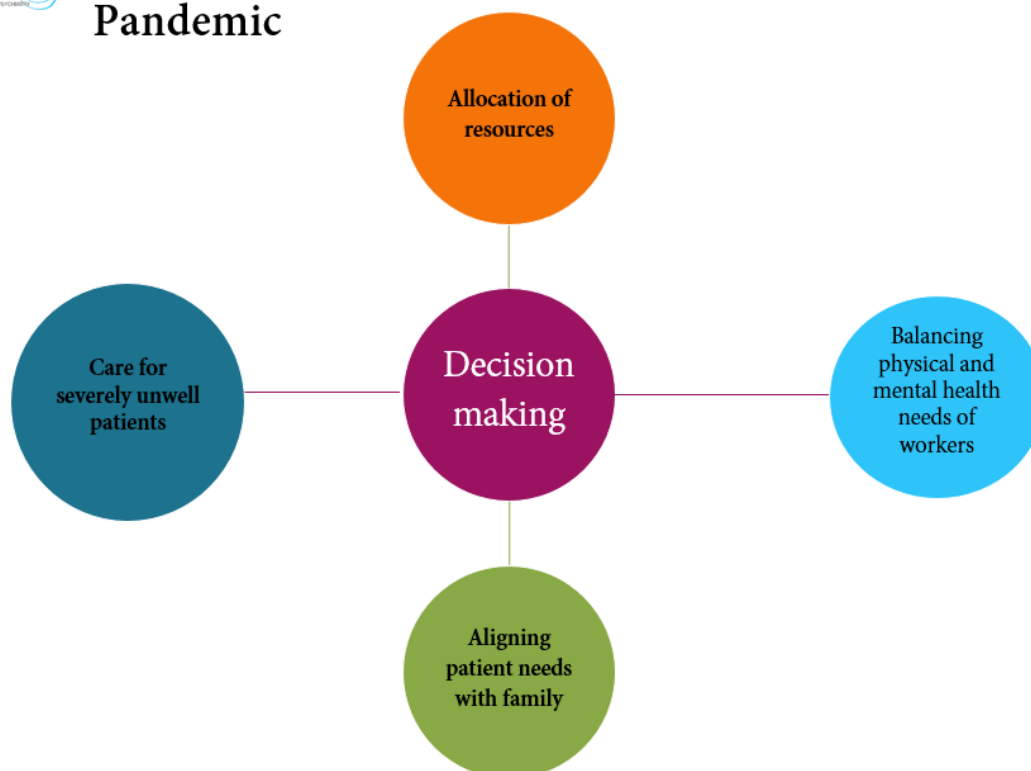 Pandemic
Allocation of
resources
Care for
severely unwell
patients
Decision
making
Balancing
physical and
mental health
needs of
workers
Aligning
patient needs
with family